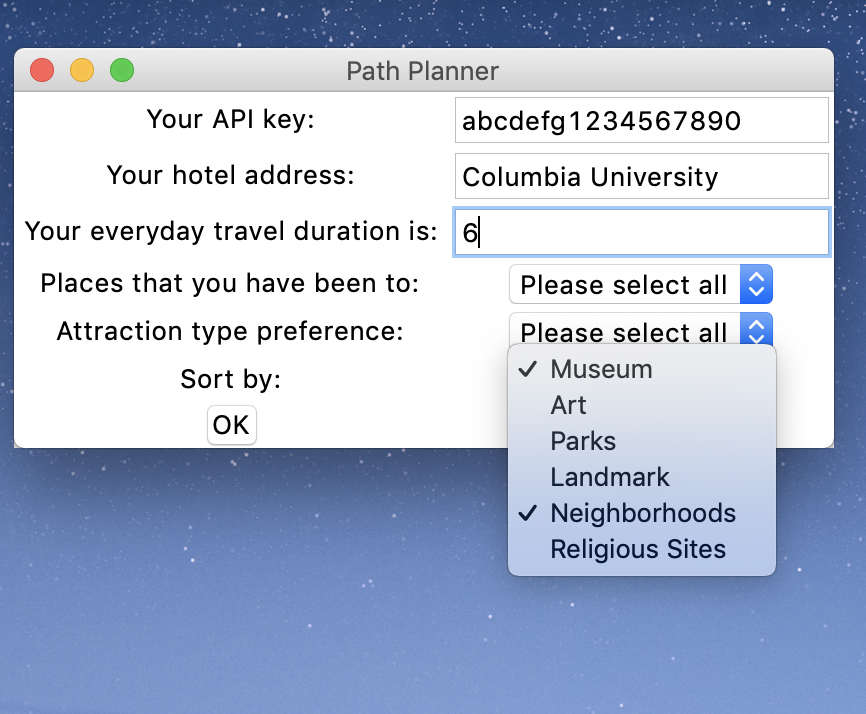 Path Planner
Your API key: abcdefg1234567890
Your hotel address: Columbia University
Your everyday travel duration is: 6
Places that you have been to: Please select all
Attraction type preference: Please select all
Museum
Sort by:
Art
OK
Parks
Landmark
Neighborhoods
Religious Sites